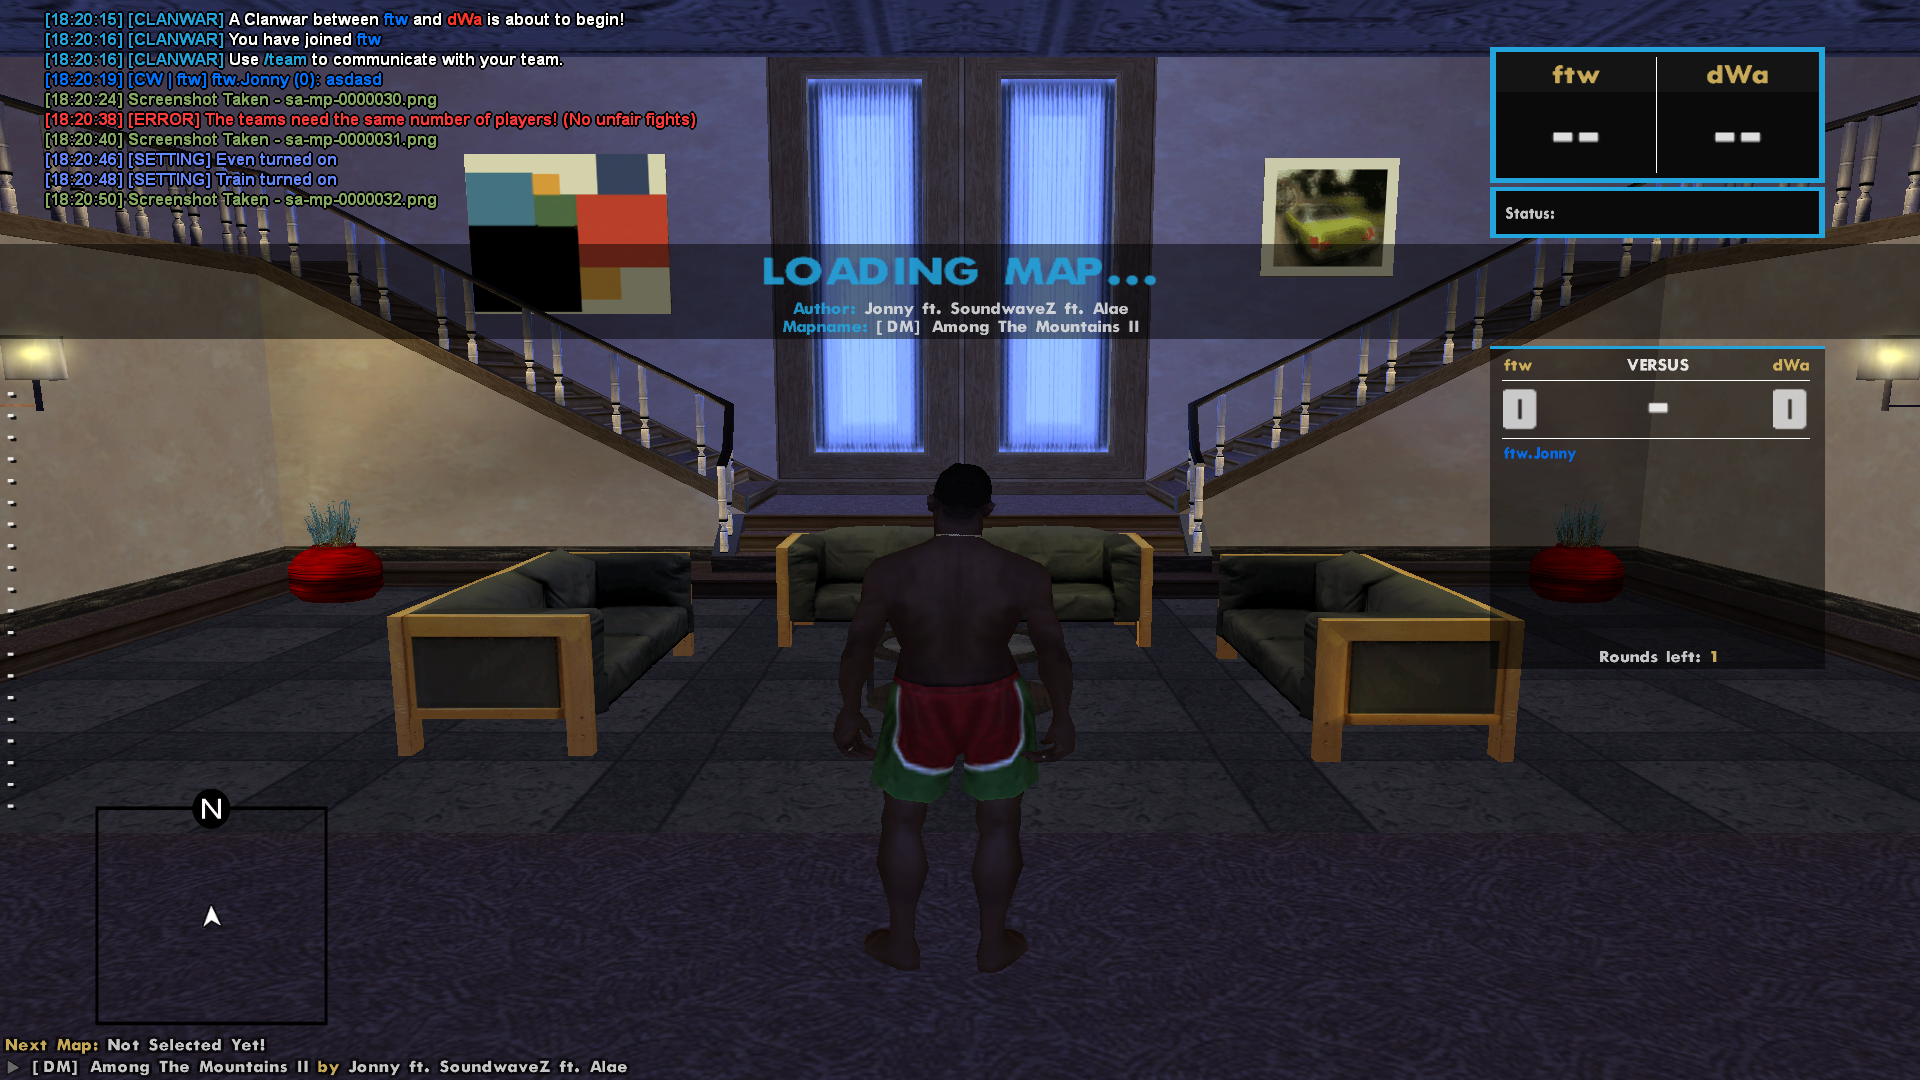 [18:20:15] [CLANWAR] A Clanwar between ftw and dWa is about to begin!
[18:20:16] [CLANWAR] You have joined ftw
[18:20:16] [CLANWAR] Use /team to communicate with your team.
[18:20:19] [CW | ftw] ftw.Jonny (0): asdasd
[18:20:24] Screenshot Taken - sa-mp-0000030.png
[18:20:38] [ERROR] The teams need the same number of players! (No unfair fights)
[18:20:40] Screenshot Taken - sa-mp-0000031.png
[18:20:46] [SETTING] Even turned on
[18:20:48] [SETTING] Train turned on
[18:20:50] Screenshot Taken - sa-mp-0000032.png
ftw dWa
-- --
Status:
LOADING MAP...
Author: Jonny ft. SoundwaveZ ft. Alae
Mapname: [DM] Among The Mountains II
ftw VERSUS dWa
1 - 1
ftw.Jonny
Rounds left: 1
N
Next Map: Not Selected Yet!
[DM] Among The Mountains II by Jonny ft. SoundwaveZ ft. Alae